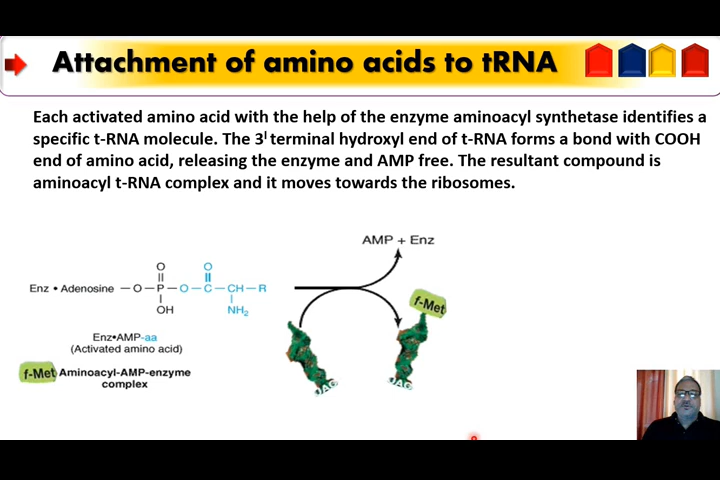 Attachment of amino acids to tRNA
Each activated amino acid with the help of the enzyme aminoacyl synthetase identifies a
specific t-RNA molecule. The 3ˡ terminal hydroxyl end of t-RNA forms a bond with COOH
end of amino acid, releasing the enzyme and AMP free. The resultant compound is
aminoacyl t-RNA complex and it moves towards the ribosomes.
AMP + Enz
O O
Enz • Adenosine —O—P—O—C—CH—R
OH NH₂
f-Met
Enz•AMP-aa
(Activated amino acid)
f-Met Aminoacyl-AMP-enzyme
complex
UAC
UAC